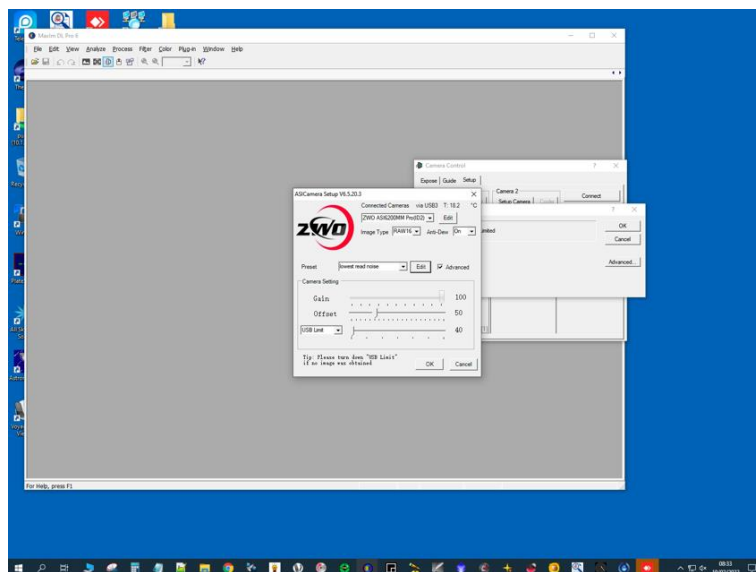 MaxIm DL Pro 6
File Edit View Analyze Process Filter Color Plug-in Window Help
Camera Control
Expose Guide Setup
Camera 2
Setup Camera
Connect
OK
Cancel
Advanced...
ASICamera Setup V6.5.20.3
Connected Cameras via USB3 T: 18.2 °C
ZWO ASI6200MM Pro(D2) Edit
Image Type RAW16 Anti-Dew On
ZWO
Preset lowest read noise Edit Advanced
Camera Setting
Gain 100
Offset 50
USB Limit 40
Tip: Please turn down "USB Limit"
if no image was obtained
OK Cancel
For Help, press F1
08:33